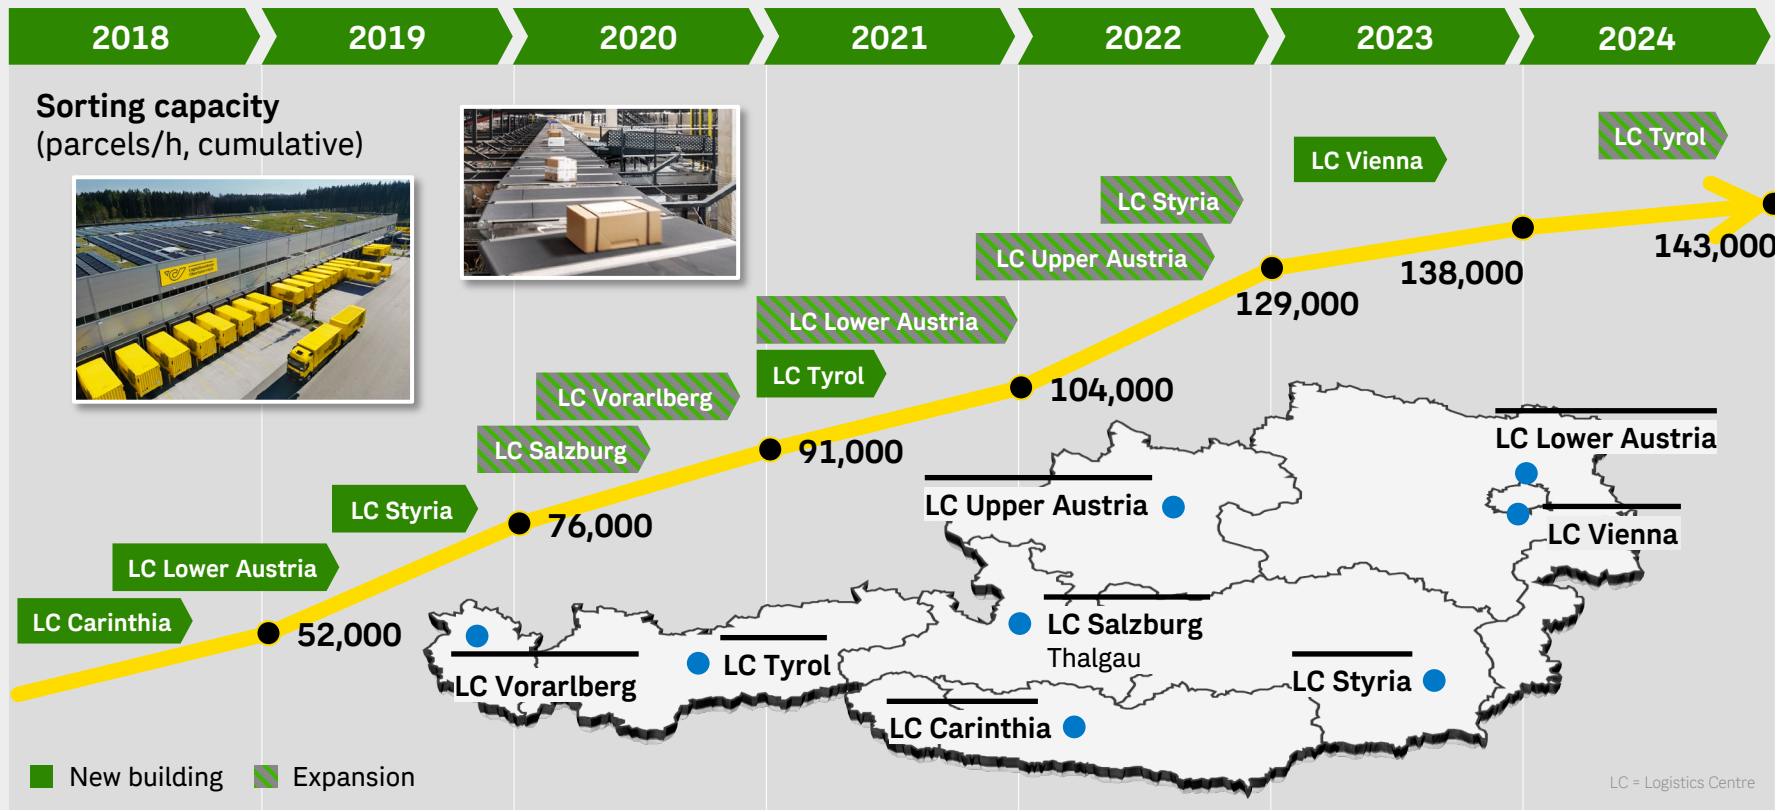 2018
2019
2020
2021
2022
2023
2024
Sorting capacity
(parcels/h, cumulative)
LC Tyrol
LC Vienna
LC Styria
LC Upper Austria
143,000
138,000
129,000
LC Lower Austria
LC Tyrol
104,000
LC Vorarlberg
LC Salzburg
91,000
LC Styria
76,000
LC Lower Austria
LC Carinthia
52,000
LC Lower Austria
LC Upper Austria
LC Vienna
LC Salzburg
Thalgau
LC Tyrol
LC Styria
LC Vorarlberg
LC Carinthia
New building
Expansion
LC = Logistics Centre